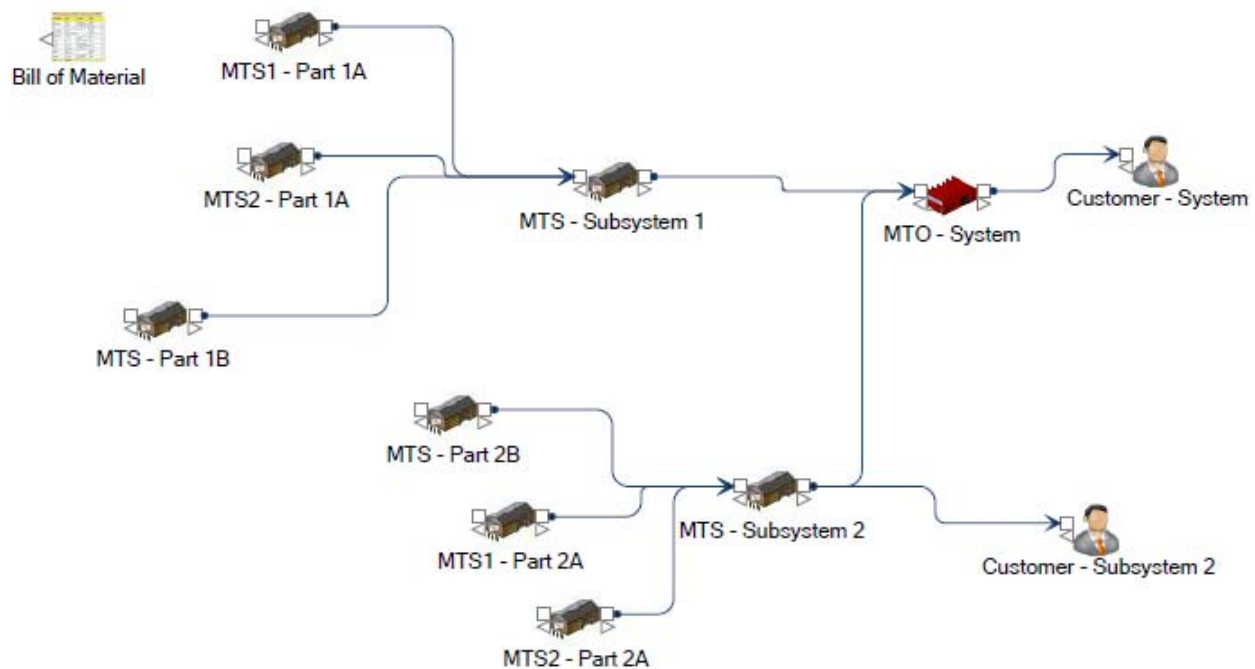 Bill of Material
MTS1 - Part 1A
MTS2 - Part 1A
MTS - Subsystem 1
MTO - System
Customer - System
MTS - Part 1B
MTS - Part 2B
MTS1 - Part 2A
MTS - Subsystem 2
Customer - Subsystem 2
MTS2 - Part 2A